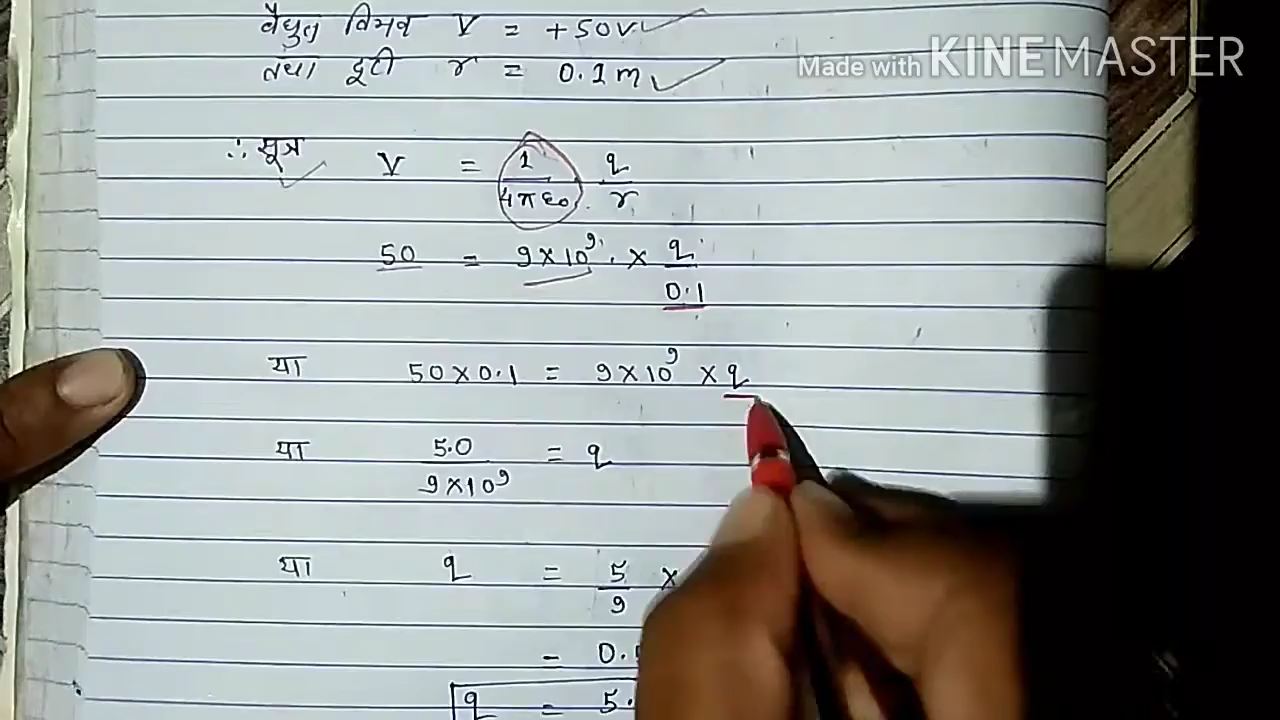 वैधुत विभव V = +50V
Made with KINEMASTER
तथा दूरी r = 0.1m
∴ सूत्र V = 1/4πε₀ . q/r
50 = 9×10⁹ × q/0.1
या 50×0.1 = 9×10⁹ × q
या 5.0/9×10⁹ = q
या q = 5/9 ×
= 0.
q = 5.